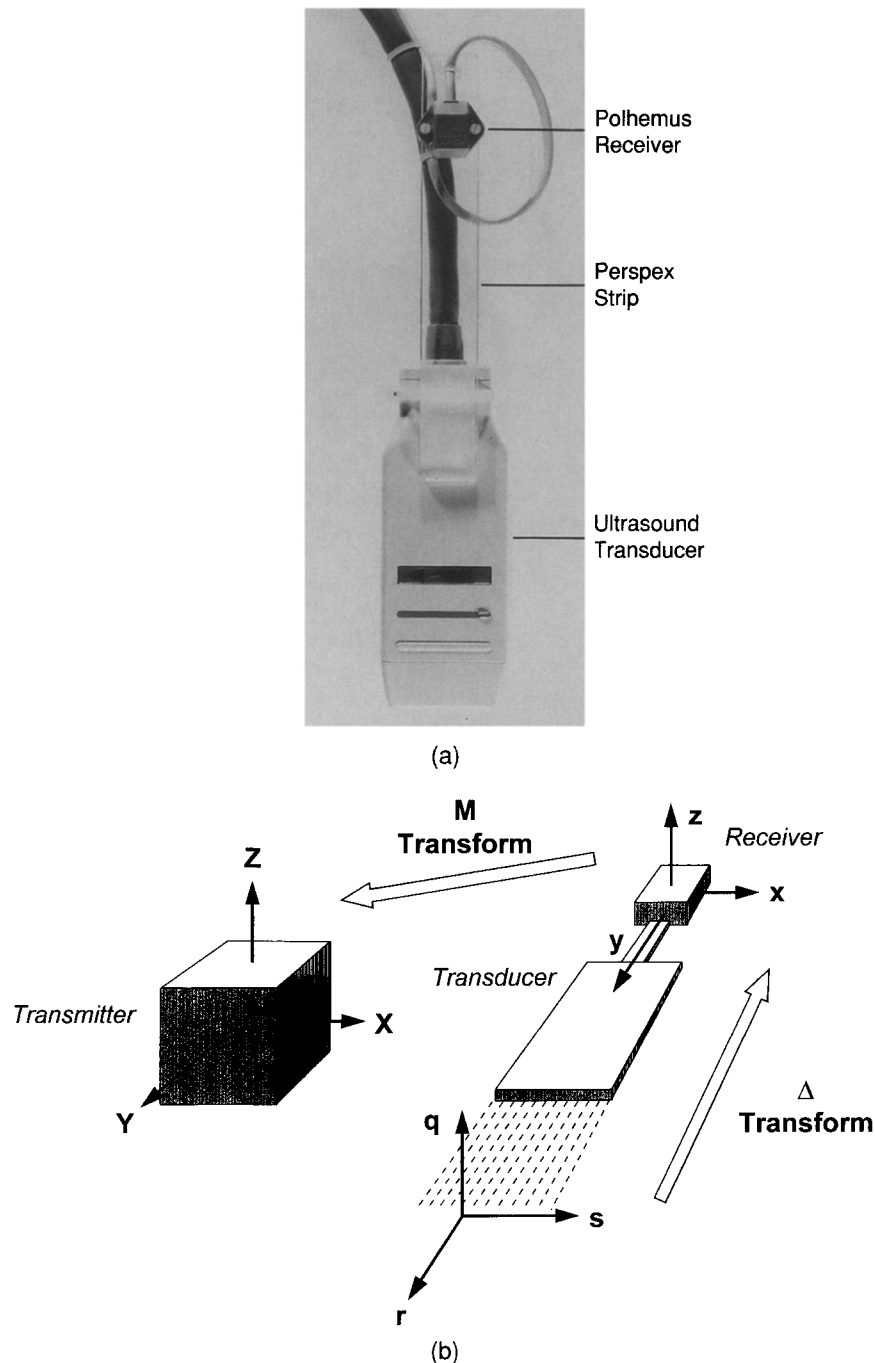 Polhemus
Receiver
Perspex
Strip
Ultrasound
Transducer
(a)
M
Transform
z
Receiver
Z
x
y
Transducer
Transmitter
X
Y
Δ
Transform
q
s
r
(b)